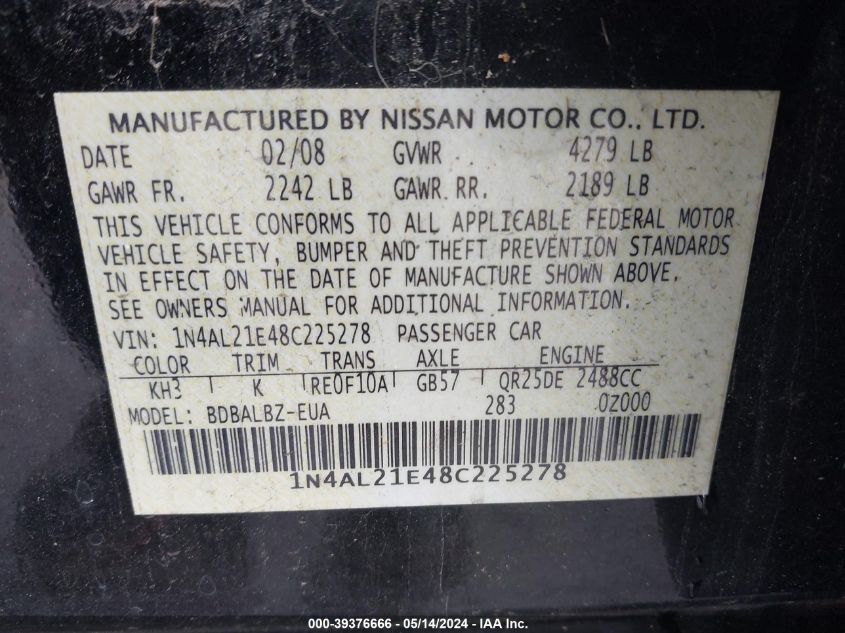 MANUFACTURED BY NISSAN MOTOR CO., LTD.
DATE 02/08 GVWR 4279 LB
GAWR FR. 2242 LB GAWR RR. 2189 LB
THIS VEHICLE CONFORMS TO ALL APPLICABLE FEDERAL MOTOR
VEHICLE SAFETY, BUMPER AND THEFT PREVENTION STANDARDS
IN EFFECT ON THE DATE OF MANUFACTURE SHOWN ABOVE.
SEE OWNERS MANUAL FOR ADDITIONAL INFORMATION.
VIN: 1N4AL21E48C225278 PASSENGER CAR
COLOR TRIM TRANS AXLE ENGINE
KH3 K RE0F10A GB57 QR25DE 2488CC
MODEL: BDBALBZ-EUA 283 0Z000
1N4AL21E48C225278
000-39376666 - 05/14/2024 - IAA Inc.